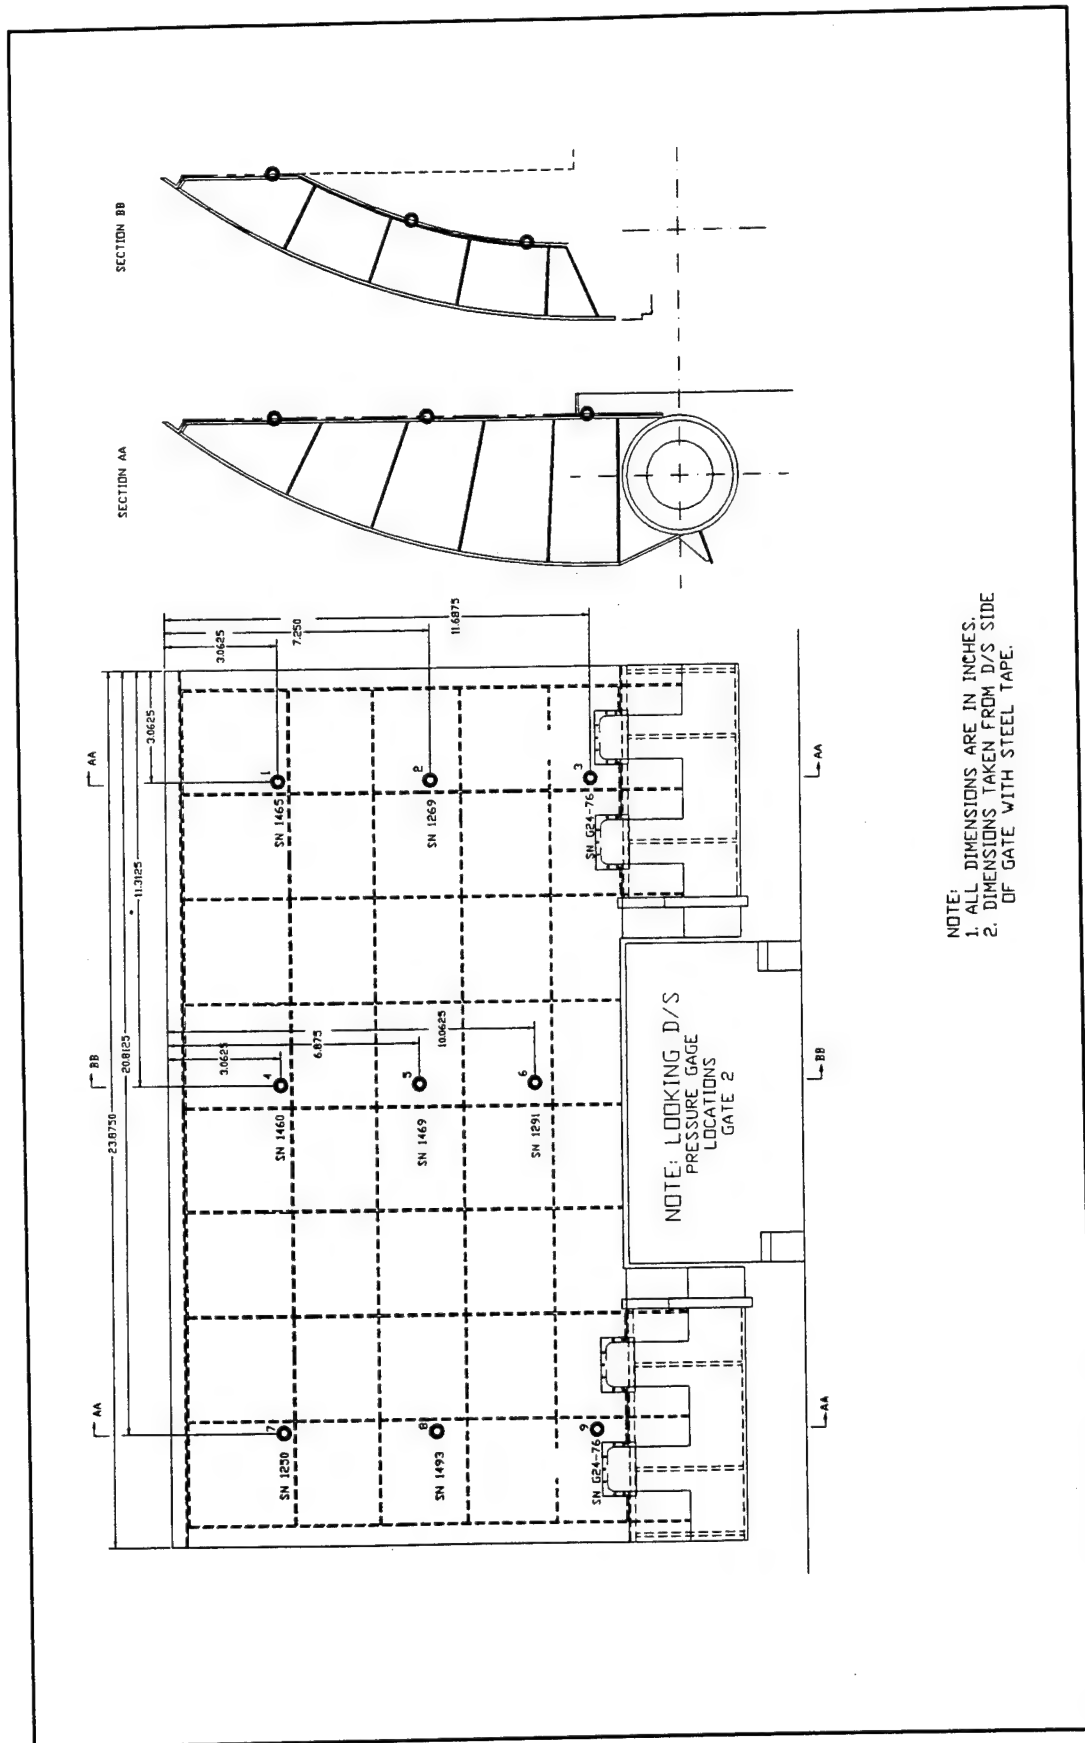 AA
BB
AA
23.8750
20.8125
11.3125
3.0625
SECTION AA
SECTION BB
3.0625
7.250
11.6875
3.0625
6.875
10.0625
7
SN 1250
4
SN 1460
1
SN 1465
8
SN 1493
5
SN 1469
2
SN 1269
9
SN G24-76
6
SN 1291
3
SN G24-76
NOTE: LOOKING D/S
PRESSURE GAGE
LOCATIONS
GATE 2
AA
BB
AA
NOTE:
1. ALL DIMENSIONS ARE IN INCHES.
2. DIMENSIONS TAKEN FROM D/S SIDE
OF GATE WITH STEEL TAPE.